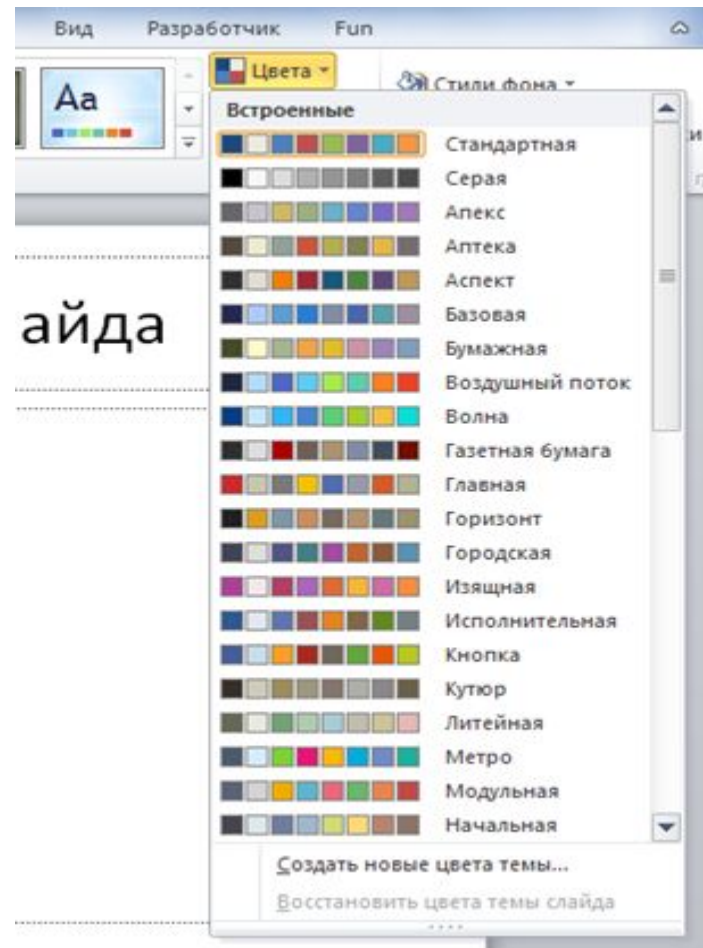 Вид Разработчик Fun
Aa
Цвета
Стили фона
Встроенные
Стандартная
Серая
Апекс
Аптека
Аспект
Базовая
Бумажная
Воздушный поток
Волна
Газетная бумага
Главная
Горизонт
Городская
Изящная
Исполнительная
Кнопка
Кутюр
Литейная
Метро
Модульная
Начальная
айда
Создать новые цвета темы...
Восстановить цвета темы слайда